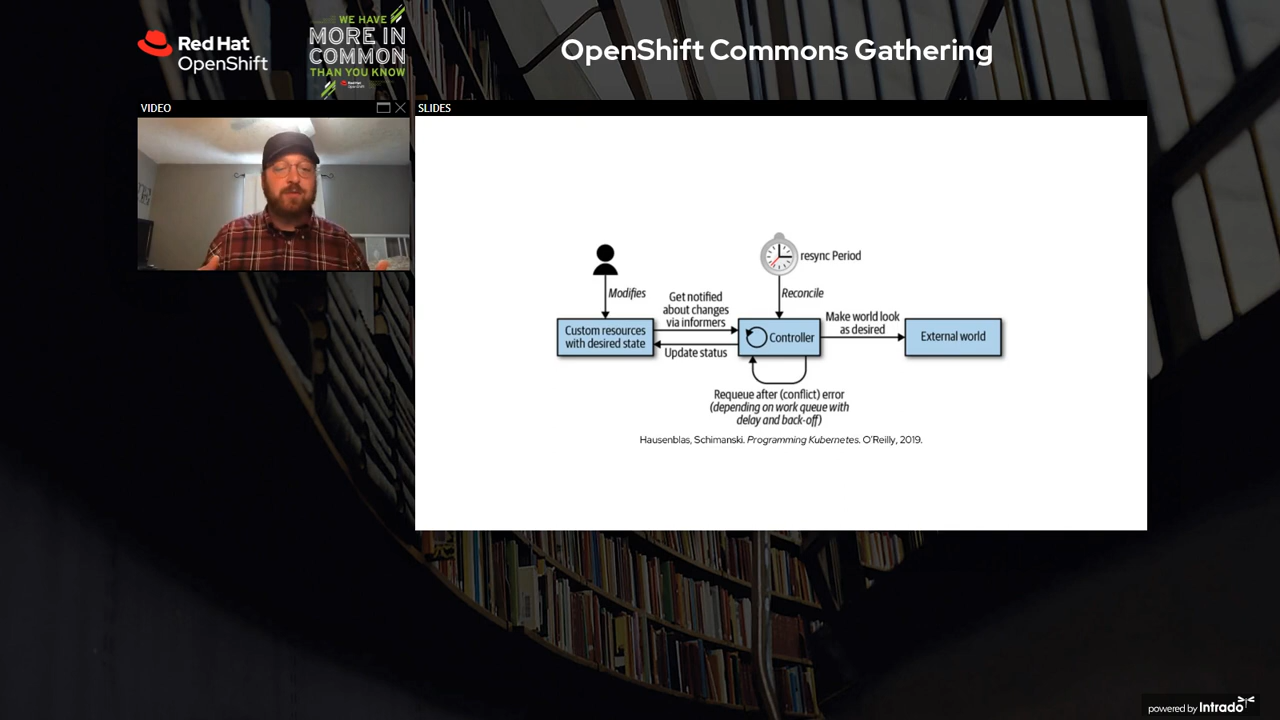 Red Hat
OpenShift
WE HAVE
MORE IN
COMMON
THAN YOU KNOW
OpenShift Commons Gathering
VIDEO
SLIDES
resync Period
Modifies
Reconcile
Get notified
about changes
via informers
Custom resources
with desired state
Update status
Controller
Make world look
as desired
External world
Requeue after (conflict) error
(depending on work queue with
delay and back-off)
Hausenblas, Schimanski. Programming Kubernetes. O'Reilly, 2019.
powered by Intrado